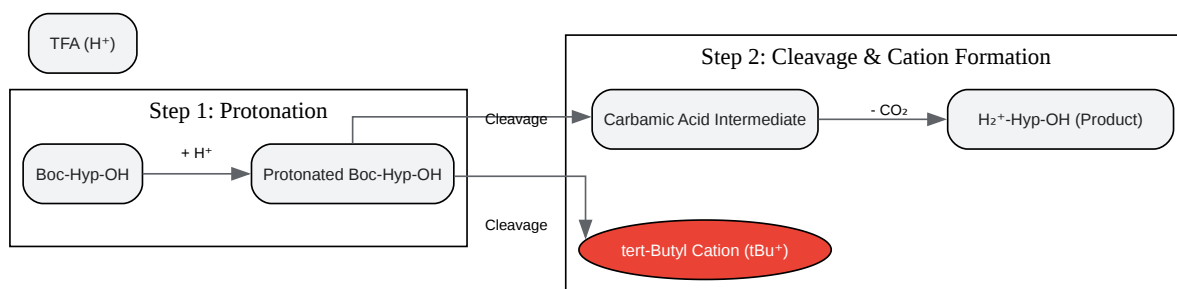 TFA (H⁺)
Step 1: Protonation
Boc-Hyp-OH
+ H⁺
Protonated Boc-Hyp-OH
Cleavage
Cleavage
Step 2: Cleavage & Cation Formation
Carbamic Acid Intermediate
- CO₂
H₂⁺-Hyp-OH (Product)
tert-Butyl Cation (tBu⁺)